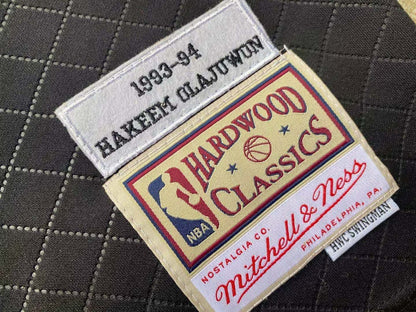 1993-94
HAKEEM OLAJUWON
HARDWOOD
CLASSICS
NBA
NOSTALGIA CO.
Mitchell & Ness
PHILADELPHIA, PA.
HWC SWINGMAN